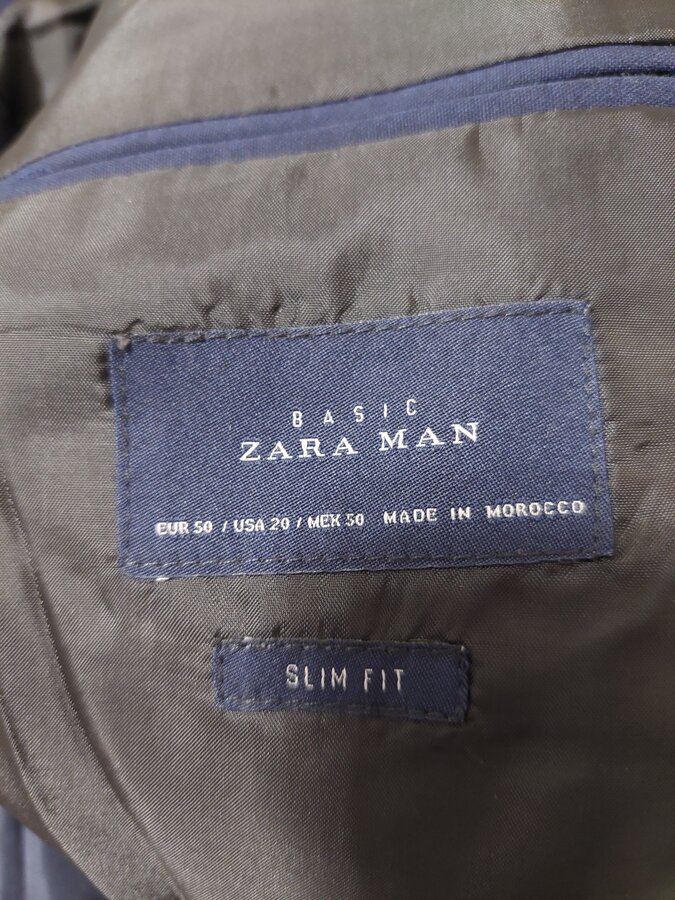 BASIC
ZARA MAN
EUR 50 / USA 20 / MEX 50 MADE IN MOROCCO
SLIM FIT